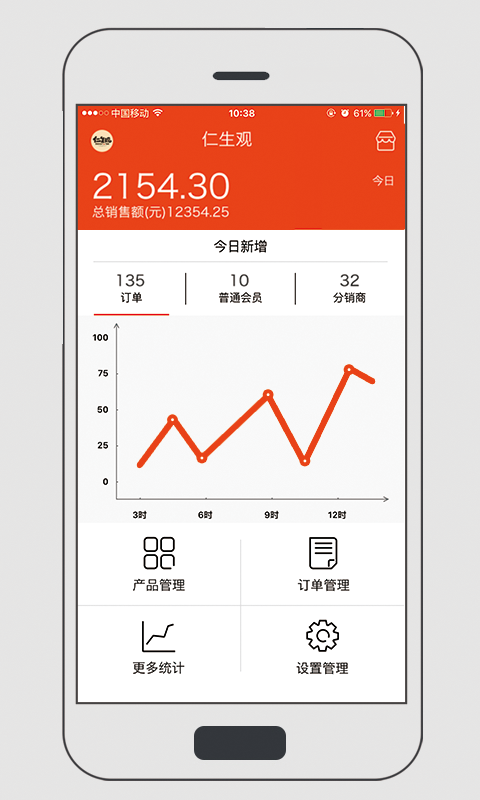 中国移动 10:38 61%
仁生观
2154.30 今日
总销售额(元)12354.25
今日新增
135 10 32
订单 普通会员 分销商
100
75
50
25
0
3时 6时 9时 12时
产品管理 订单管理
更多统计 设置管理